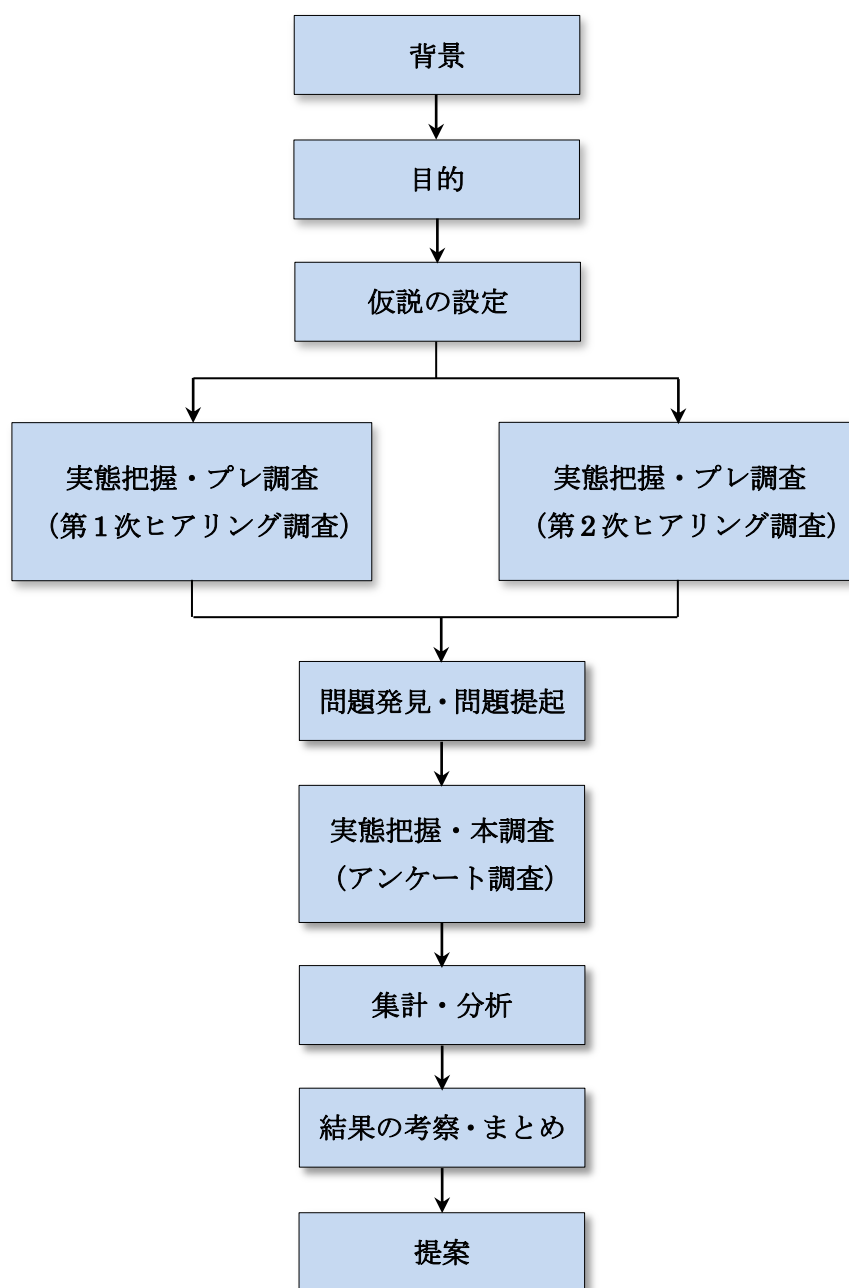 背景
目的
仮説の設定
実態把握・プレ調査
（第1次ヒアリング調査）
実態把握・プレ調査
（第2次ヒアリング調査）
問題発見・問題提起
実態把握・本調査
（アンケート調査）
集計・分析
結果の考察・まとめ
提案